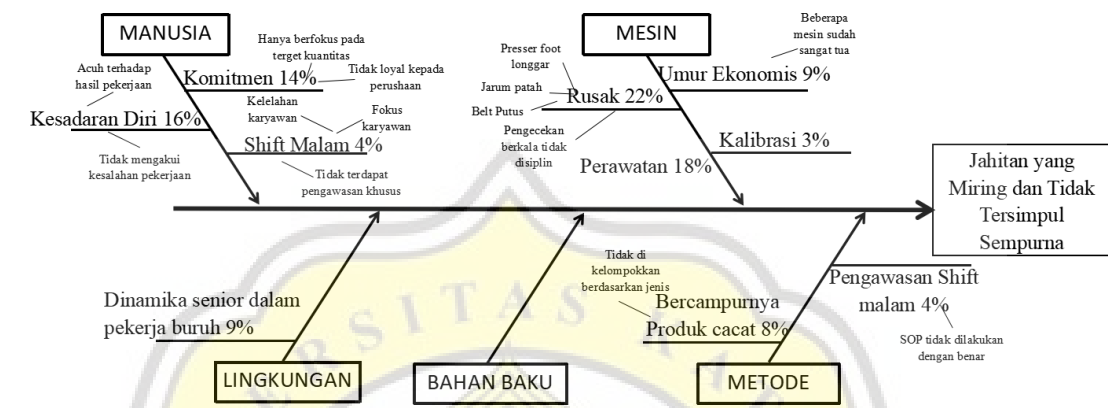 MANUSIA
Hanya berfokus pada
terget kuantitas
Acuh terhadap
hasil pekerjaan
Komitmen 14%
Tidak loyal kepada
perushaan
Kesadaran Diri 16%
Kelelahan
karyawan
Fokus
karyawan
Shift Malam 4%
Tidak mengakui
kesalahan pekerjaan
Tidak terdapat
pengawasan khusus
MESIN
Beberapa
mesin sudah
sangat tua
Presser foot
longgar
Umur Ekonomis 9%
Jarum patah
Rusak 22%
Belt Putus
Pengecekan
berkala tidak
disiplin
Kalibrasi 3%
Perawatan 18%
Jahitan yang
Miring dan Tidak
Tersimpul
Sempurna
Dinamika senior dalam
pekerja buruh 9%
LINGKUNGAN
BAHAN BAKU
Tidak di
kelompokkan
berdasarkan jenis
Bercampurnya
Produk cacat 8%
Pengawasan Shift
malam 4%
SOP tidak dilakukan
dengan benar
METODE
ERSITAS KA